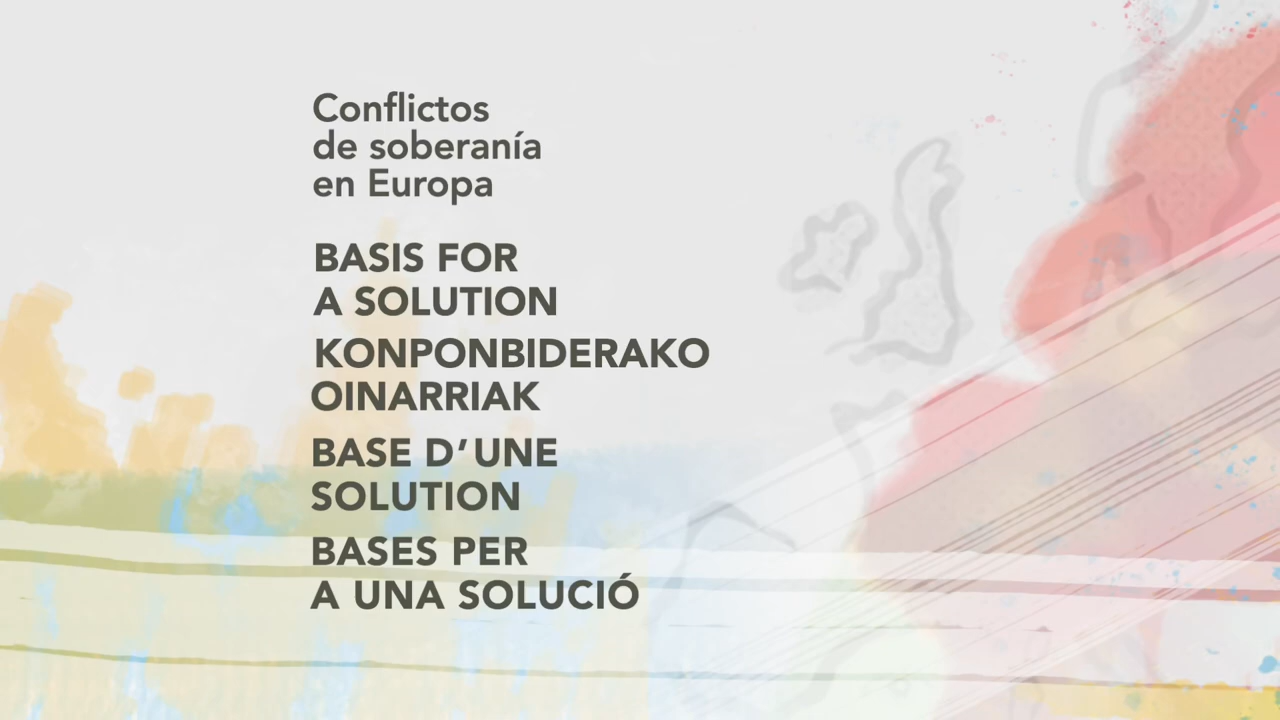 Conflictos
de soberanía
en Europa
BASIS FOR
A SOLUTION
KONPONBIDERAKO
OINARRIAK
BASE D’UNE
SOLUTION
BASES PER
A UNA SOLUCIÓ